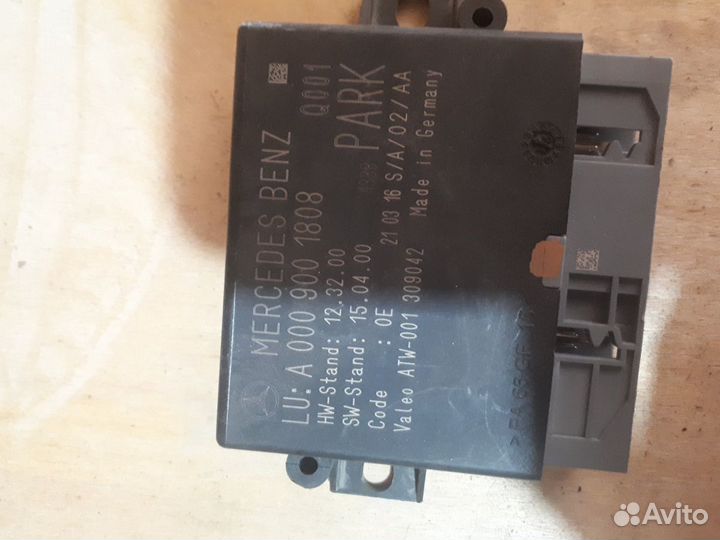 MERCEDES BENZ
LU: A 000 900 1808 Q001
HW-Stand: 12.32.00
SW-Stand: 15.04.00 PARK
Code : 0E 21 03 16 S/A/02/AA
Valeo ATW-001 309042 Made in Germany
Avito